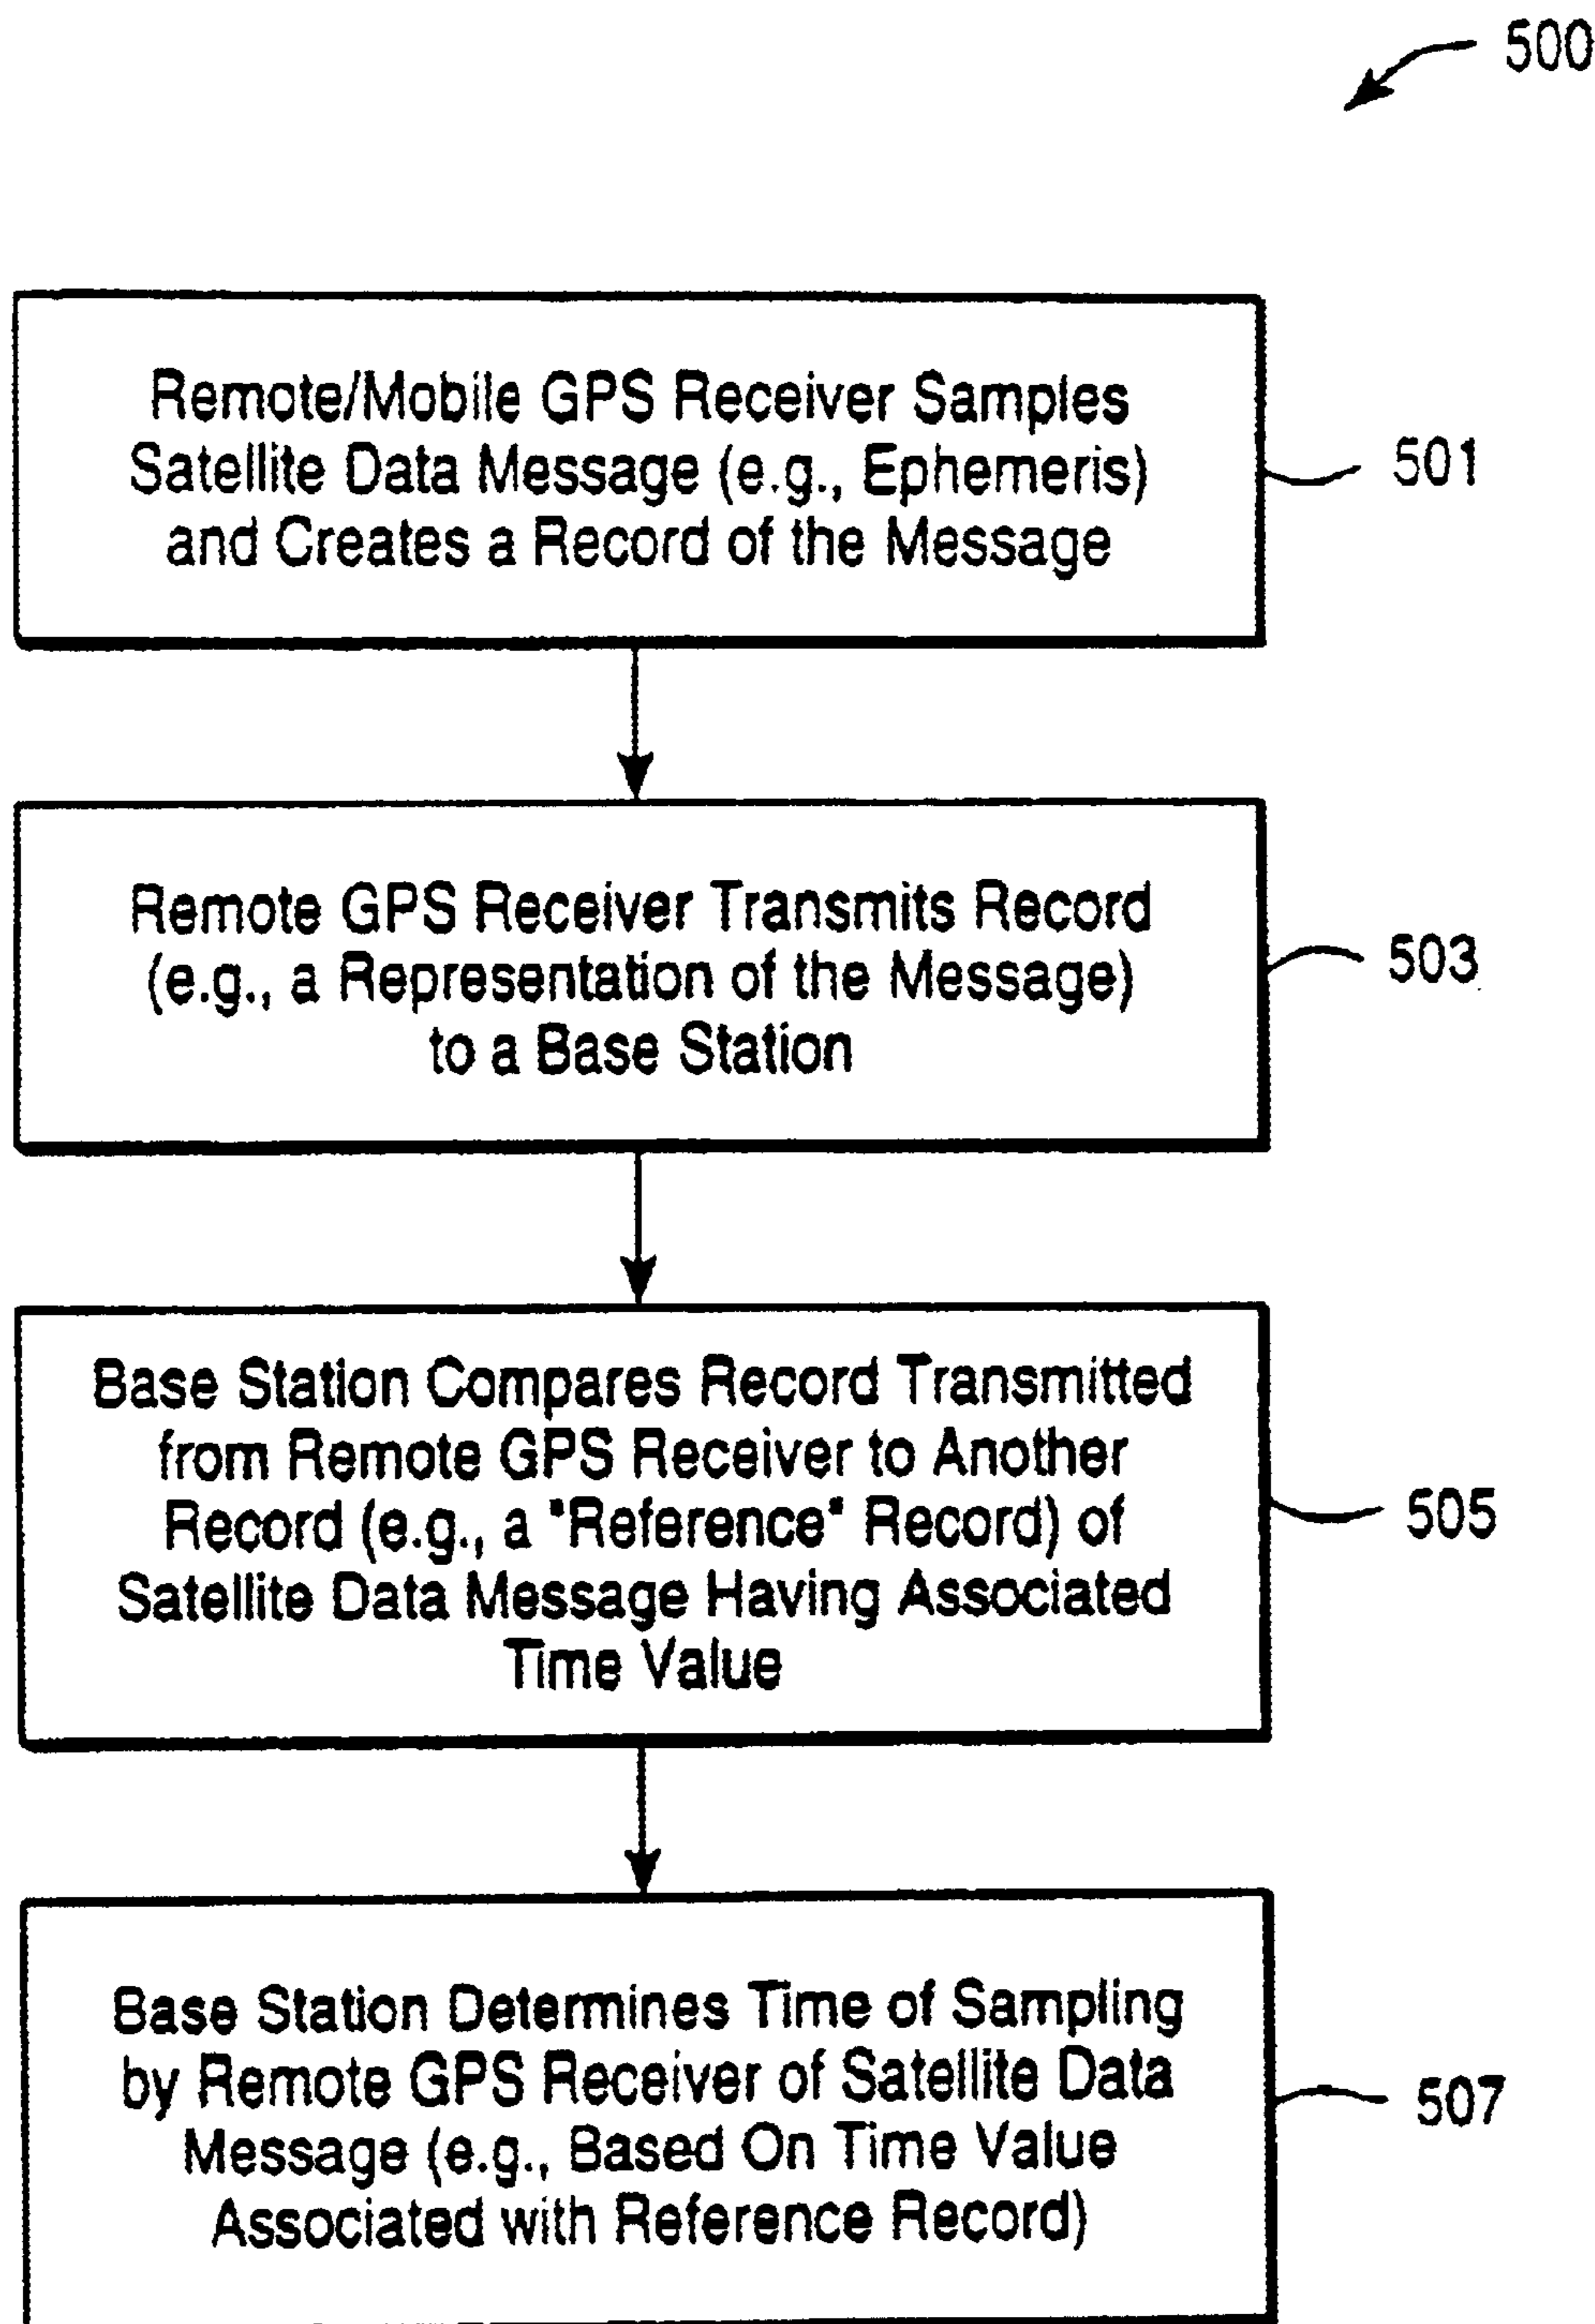 500
Remote/Mobile GPS Receiver Samples
Satellite Data Message (e.g., Ephemeris)
and Creates a Record of the Message
501
Remote GPS Receiver Transmits Record
(e.g., a Representation of the Message)
to a Base Station
503
Base Station Compares Record Transmitted
from Remote GPS Receiver to Another
Record (e.g., a "Reference" Record) of
Satellite Data Message Having Associated
Time Value
505
Base Station Determines Time of Sampling
by Remote GPS Receiver of Satellite Data
Message (e.g., Based On Time Value
Associated with Reference Record)
507